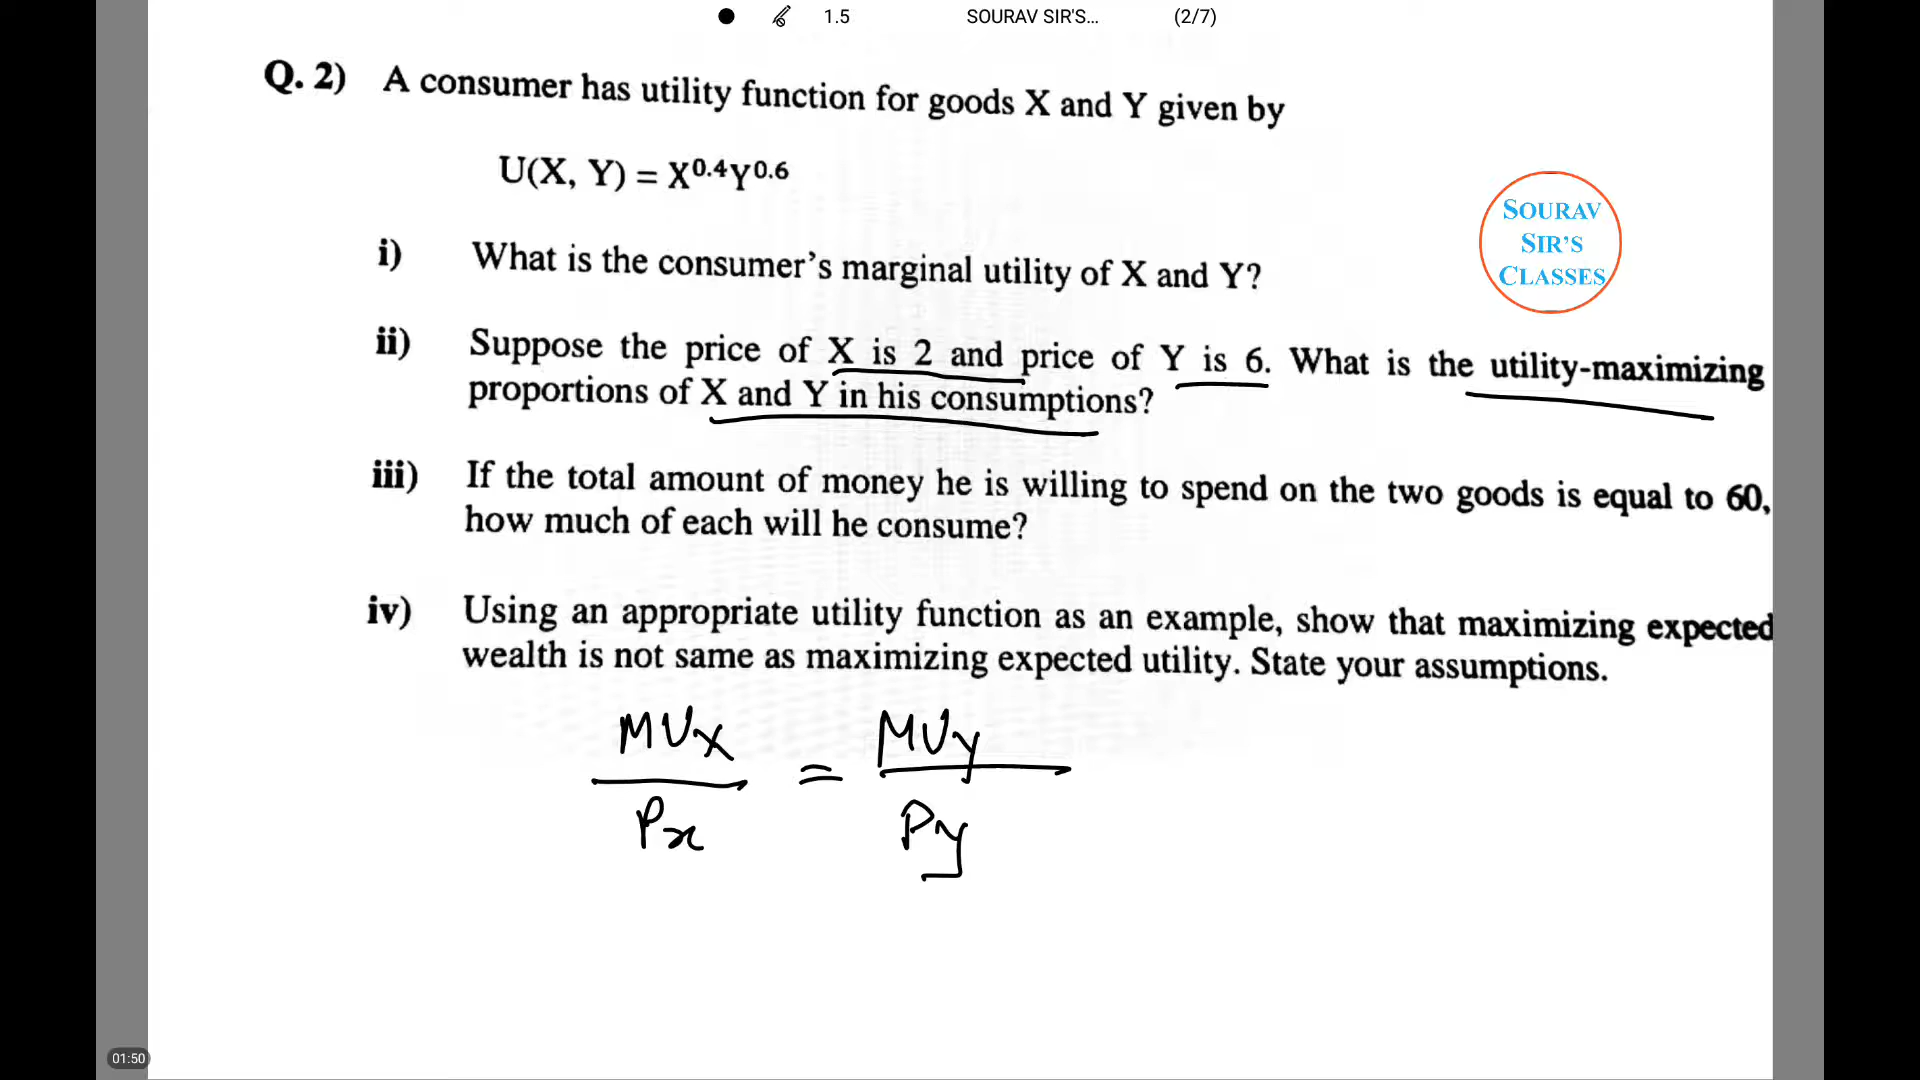 1.5 SOURAV SIR'S... (2/7)
Q. 2) A consumer has utility function for goods X and Y given by
U(X, Y) = X^0.4Y^0.6
SOURAV
SIR'S
CLASSES
i) What is the consumer's marginal utility of X and Y?
ii) Suppose the price of X is 2 and price of Y is 6. What is the utility-maximizing
proportions of X and Y in his consumptions?
iii) If the total amount of money he is willing to spend on the two goods is equal to 60,
how much of each will he consume?
iv) Using an appropriate utility function as an example, show that maximizing expected
wealth is not same as maximizing expected utility. State your assumptions.
MUx = MUy
Px Py
01:50